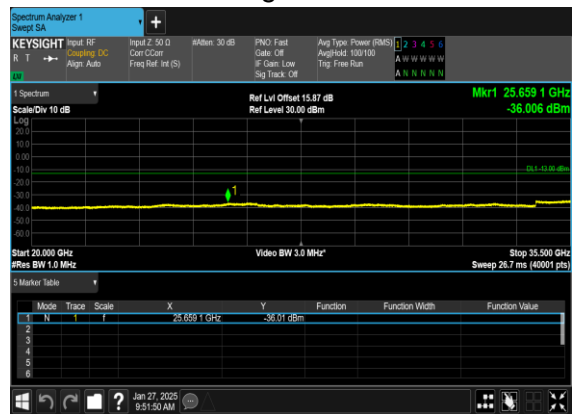 Spectrum Analyzer 1
Swept SA
KEYSIGHT Input: RF Input Z: 50 Ω #Atten: 30 dB PNO: Fast Avg Type: Power (RMS) 1 2 3 4 5 6
R T Coupling: DC Corr CCorr Gate: Off Avg|Hold: 100/100 A W W W W W
Align: Auto Freq Ref: Int (S) IF Gain: Low Trig: Free Run
LW Sig Track: Off A N N N N N
1 Spectrum Ref Lvl Offset 15.87 dB Mkr1 25.659 1 GHz
Scale/Div 10 dB Ref Level 30.00 dBm -36.006 dBm
Log
20.0
10.0
0.00
-10.0 DL1 -13.00 dBm
-20.0
-30.0 1
-40.0
-50.0
-60.0
Start 20.000 GHz Video BW 3.0 MHz* Stop 35.500 GHz
#Res BW 1.0 MHz Sweep 26.7 ms (40001 pts)
5 Marker Table
Mode Trace Scale X Y Function Function Width Function Value
1 N 1 f 25.659 1 GHz -36.01 dBm
2
3
4
5
6
? Jan 27, 2025
9:51:50 AM